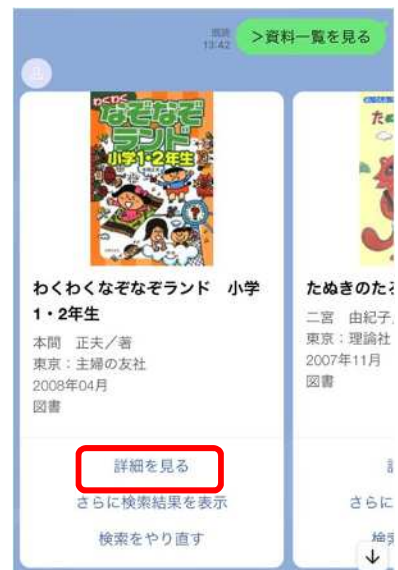 既読
13:42
>資料一覧を見る
わくわく
なぞなぞ
ランド
小学1・2年生
わくわくなぞなぞランド 小学
1・2年生
本間 正夫/著
東京:主婦の友社
2008年04月
図書
詳細を見る
さらに検索結果を表示
検索をやり直す
たぬきのた
二宮 由紀子
東京:理論社
2007年11月
図書
さらに